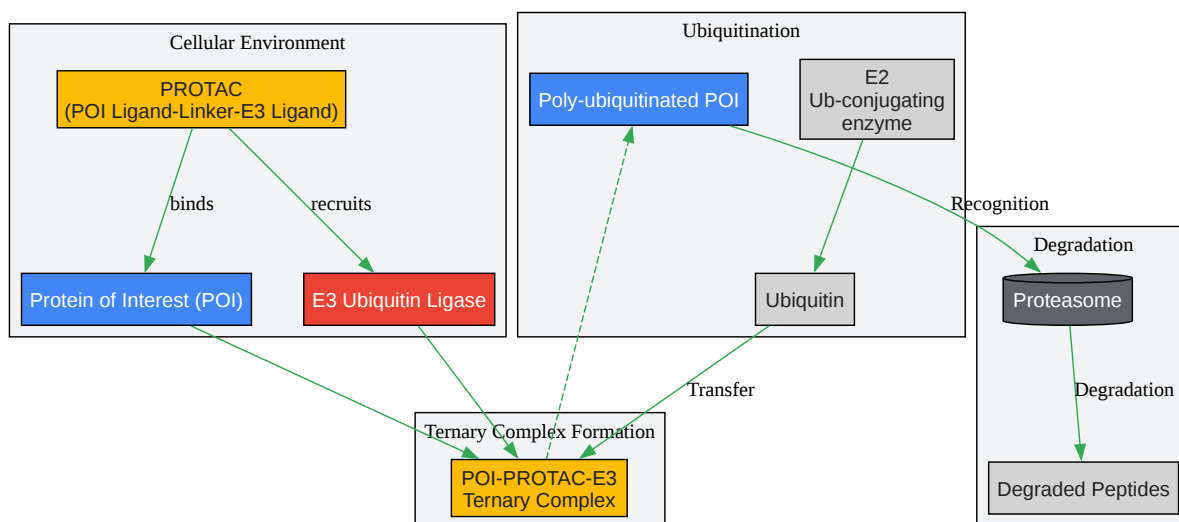 Cellular Environment
PROTAC
(POI Ligand-Linker-E3 Ligand)
binds
recruits
Protein of Interest (POI)
E3 Ubiquitin Ligase
Ubiquitination
Poly-ubiquitinated POI
E2
Ub-conjugating
enzyme
Recognition
Ubiquitin
Transfer
Degradation
Proteasome
Degradation
Degraded Peptides
Ternary Complex Formation
POI-PROTAC-E3
Ternary Complex